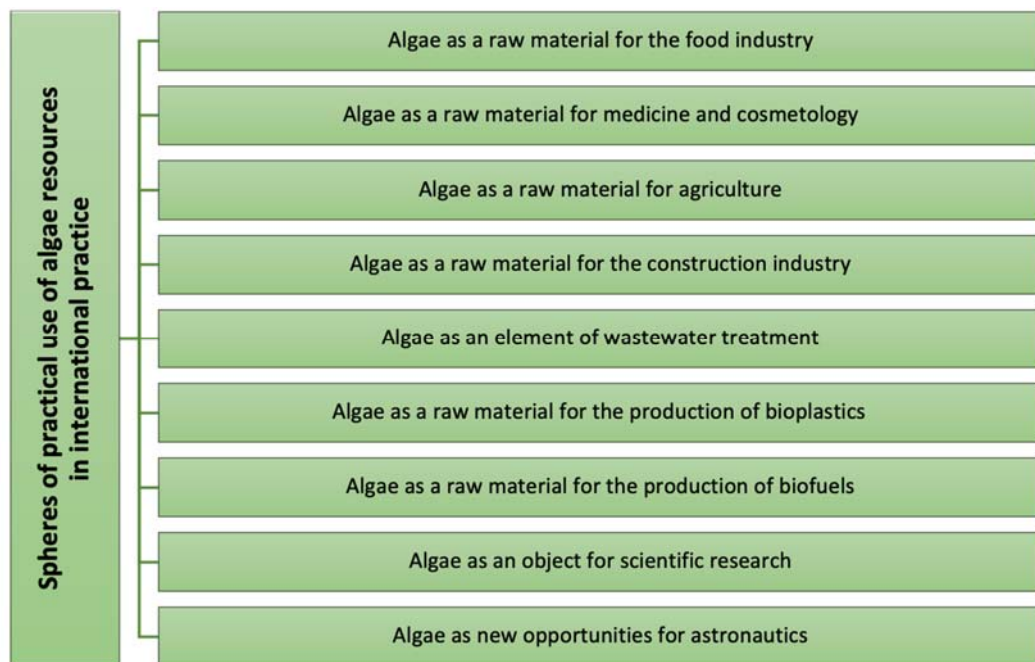 Spheres of practical use of algae resources
in international practice
Algae as a raw material for the food industry
Algae as a raw material for medicine and cosmetology
Algae as a raw material for agriculture
Algae as a raw material for the construction industry
Algae as an element of wastewater treatment
Algae as a raw material for the production of bioplastics
Algae as a raw material for the production of biofuels
Algae as an object for scientific research
Algae as new opportunities for astronautics